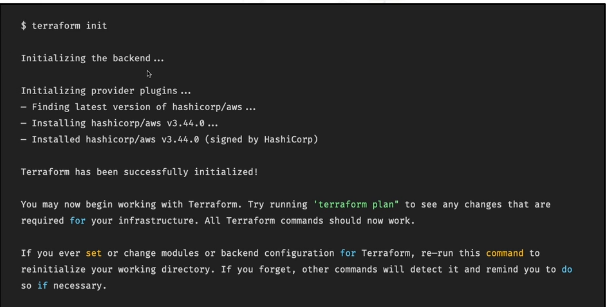 $ terraform init
Initializing the backend...
Initializing provider plugins...
— Finding latest version of hashicorp/aws...
— Installing hashicorp/aws v3.44.0...
— Installed hashicorp/aws v3.44.0 (signed by HashiCorp)
Terraform has been successfully initialized!
You may now begin working with Terraform. Try running 'terraform plan" to see any changes that are
required for your infrastructure. All Terraform commands should now work.
If you ever set or change modules or backend configuration for Terraform, re—run this command to
reinitialize your working directory. If you forget, other commands will detect it and remind you to do
so if necessary.